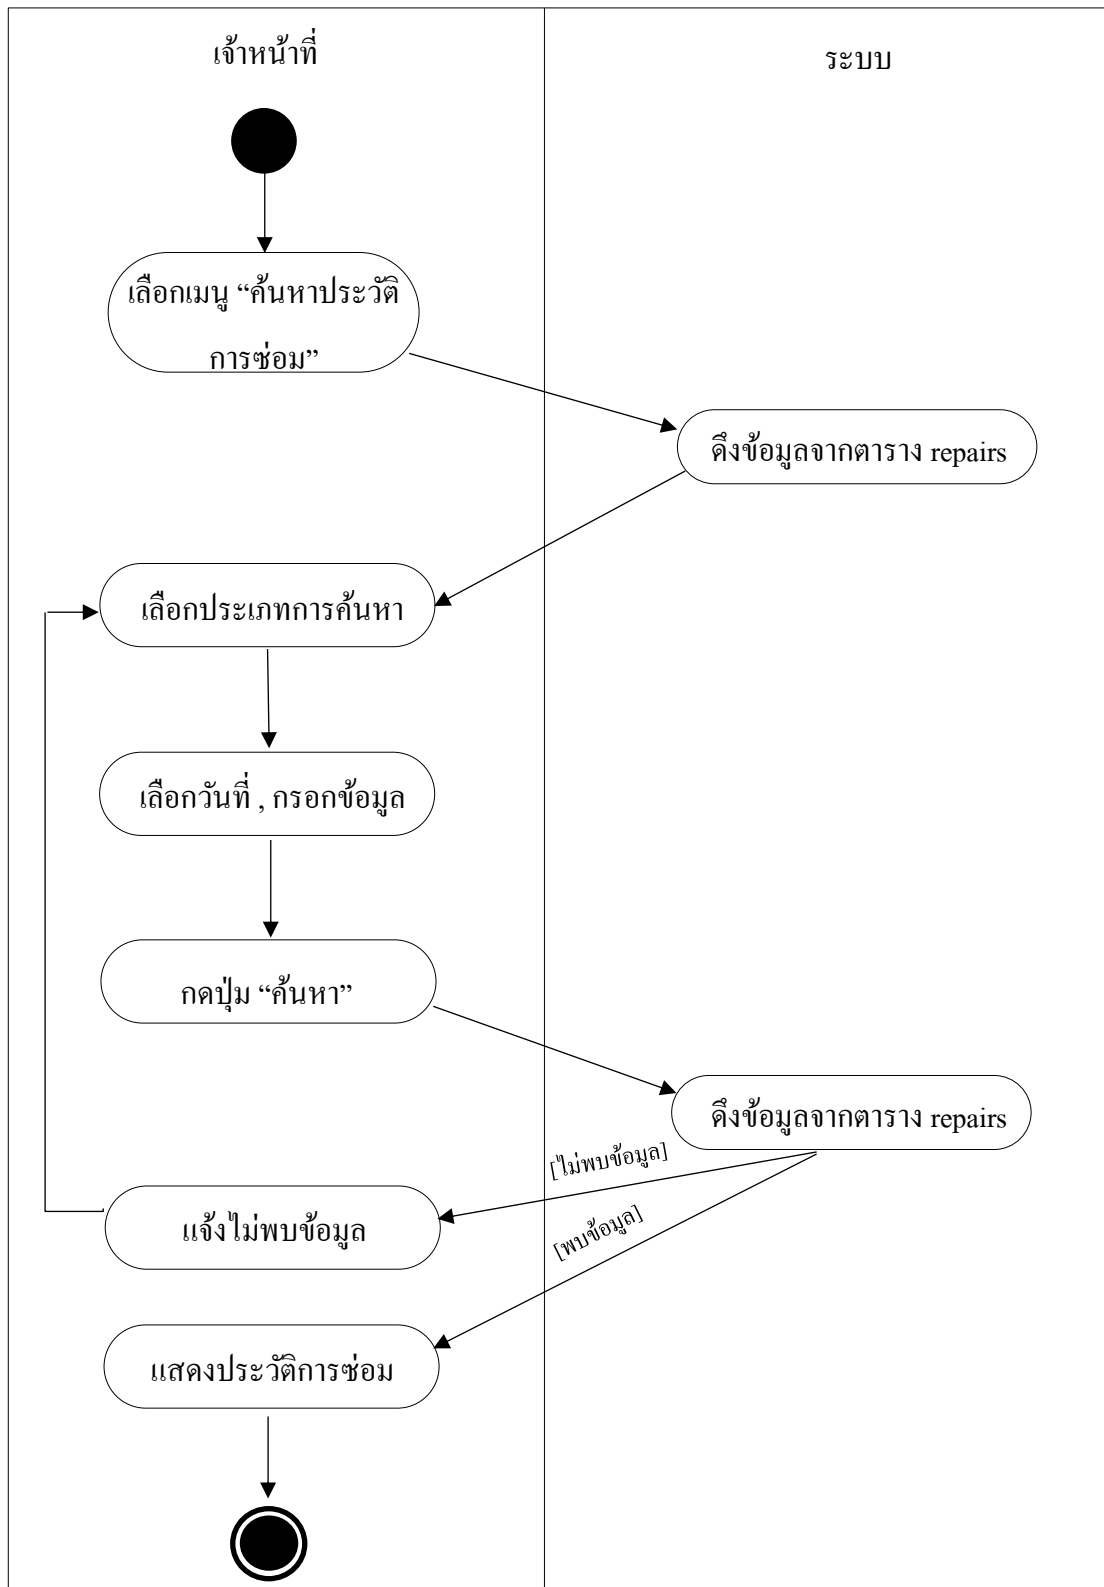 เจ้าหน้าที่
ระบบ
เลือกเมนู “ค้นหาประวัติ
การซ่อม”
ดึงข้อมูลจากตาราง repairs
เลือกประเภทการค้นหา
เลือกวันที่ , กรอกข้อมูล
กดปุ่ม “ค้นหา”
ดึงข้อมูลจากตาราง repairs
[ไม่พบข้อมูล]
แจ้งไม่พบข้อมูล
[พบข้อมูล]
แสดงประวัติการซ่อม